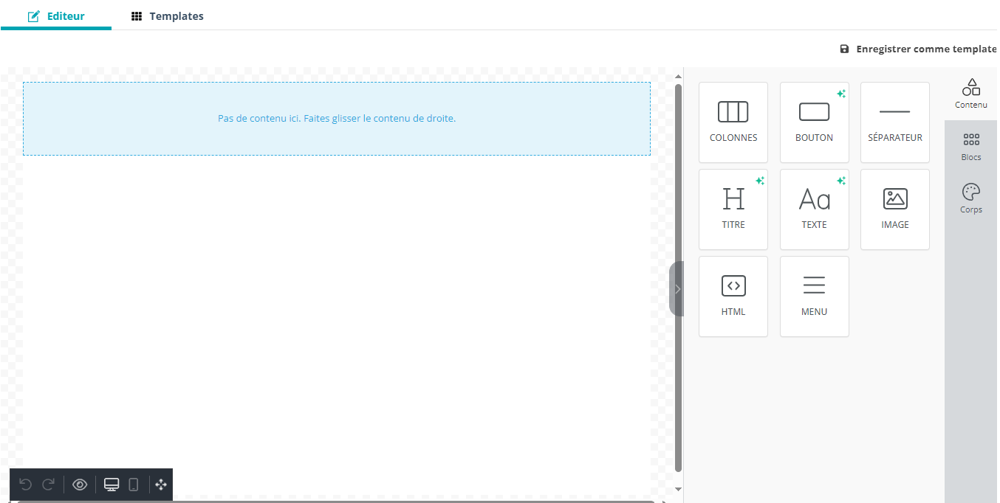 Editeur
Templates
Enregistrer comme template
Pas de contenu ici. Faites glisser le contenu de droite.
COLONNES
BOUTON
SÉPARATEUR
TITRE
TEXTE
IMAGE
HTML
MENU
Contenu
Blocs
Corps